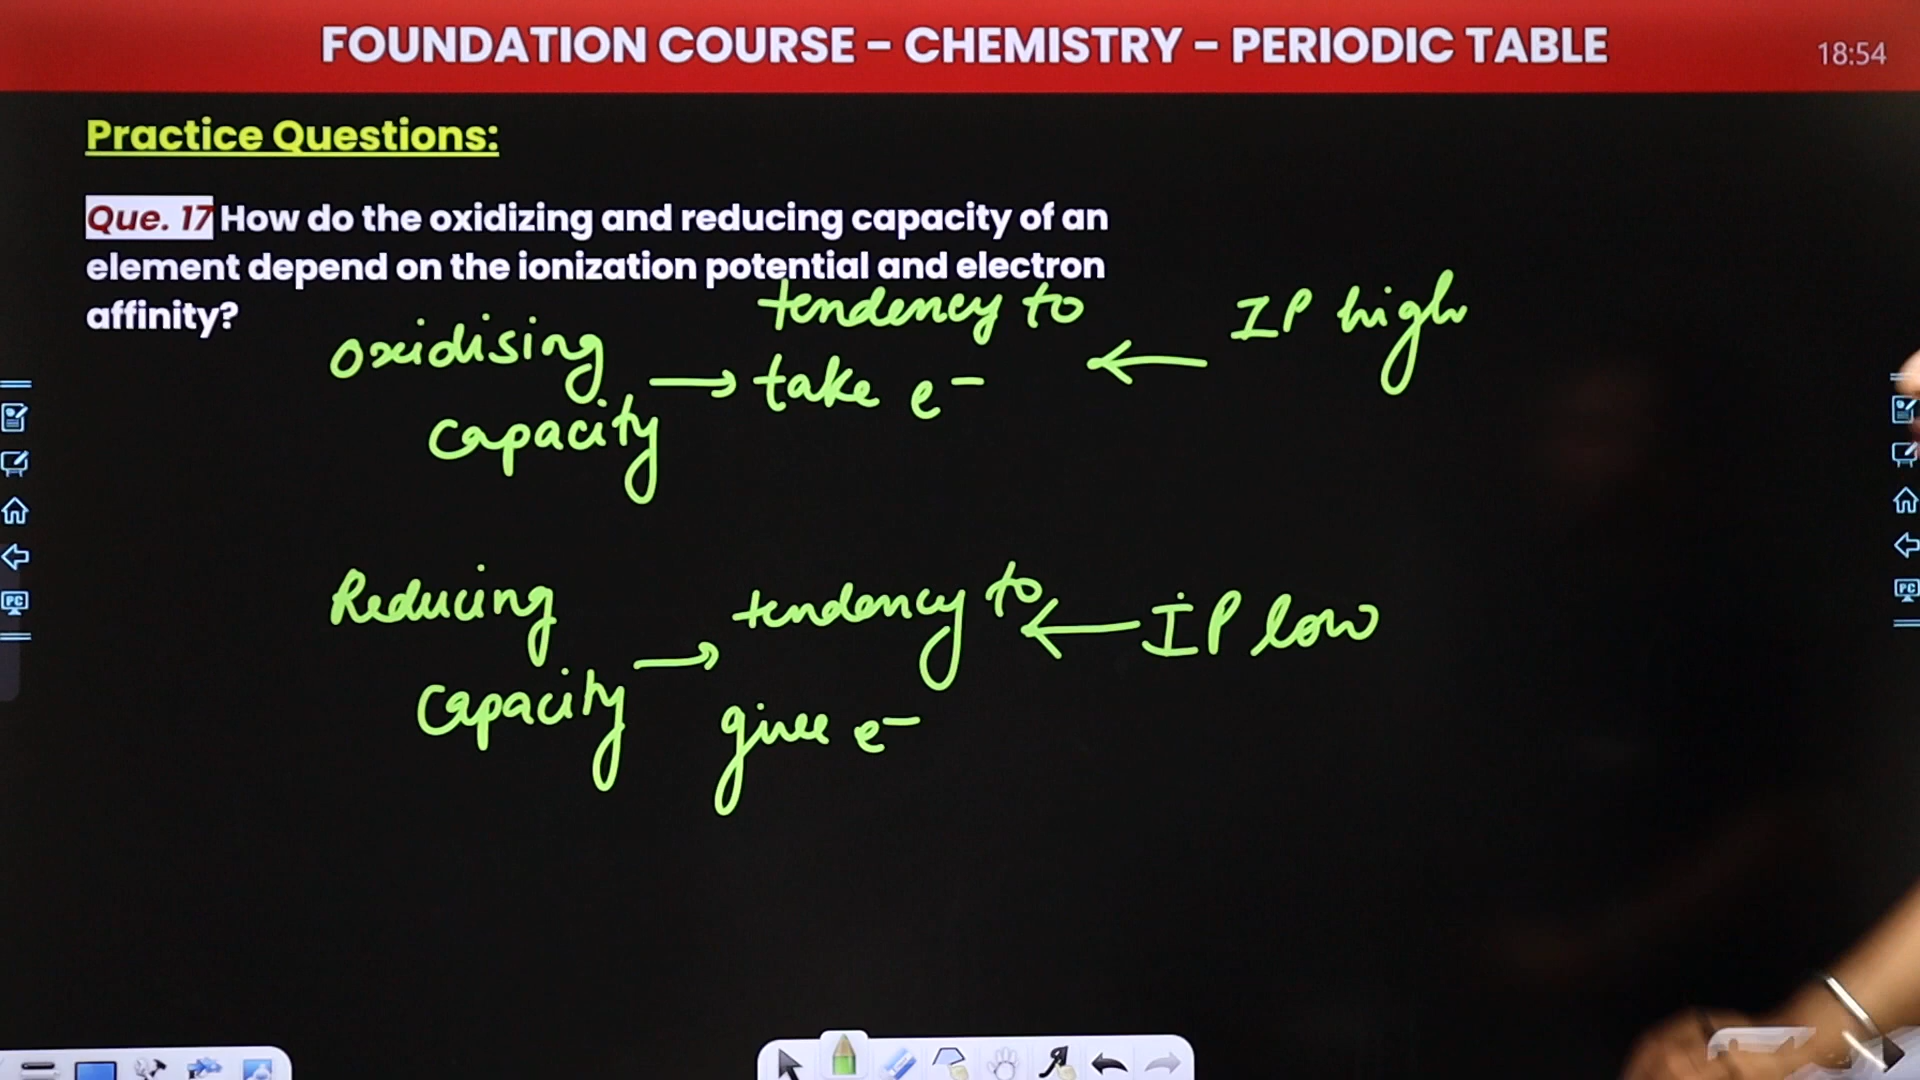 FOUNDATION COURSE - CHEMISTRY - PERIODIC TABLE
18:54
Practice Questions:
Que. 17 How do the oxidizing and reducing capacity of an
element depend on the ionization potential and electron
affinity?
Oxidising capacity → tendency to take e⁻ ← IP high
Reducing capacity → tendency to give e⁻ ← IP low
PC
PC